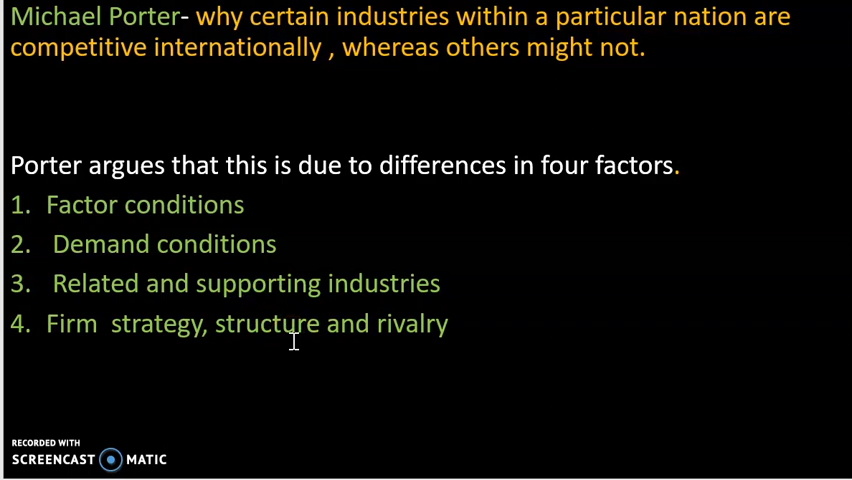 Michael Porter- why certain industries within a particular nation are
competitive internationally , whereas others might not.
Porter argues that this is due to differences in four factors.
1. Factor conditions
2. Demand conditions
3. Related and supporting industries
4. Firm strategy, structure and rivalry
RECORDED WITH
SCREENCAST MATIC